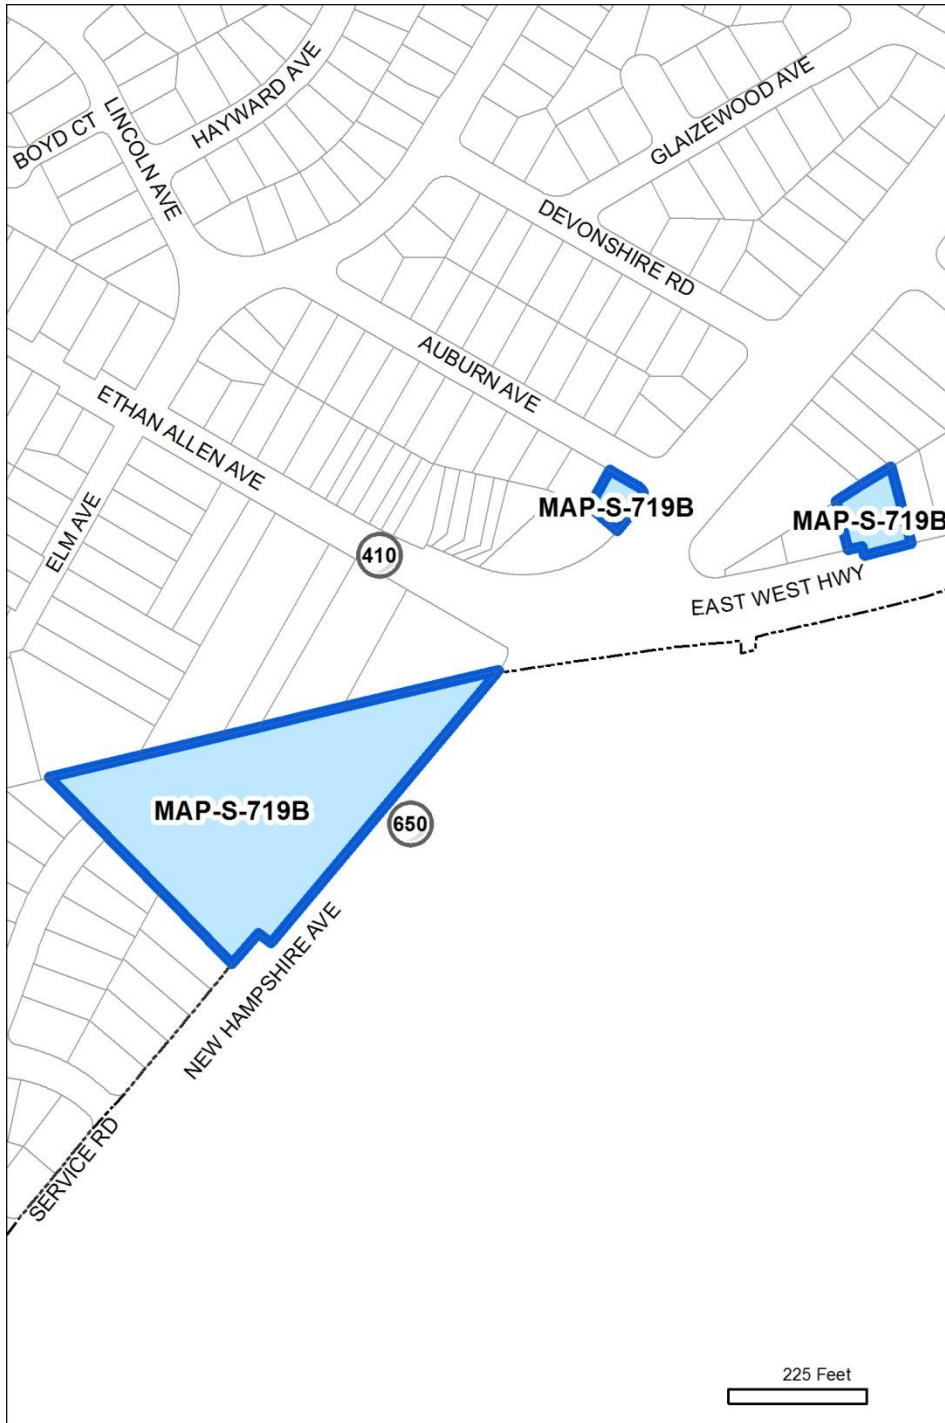 HAYWARD AVE
BOYD CT
LINCOLN AVE
GLAIZEWOOD AVE
DEVONSHIRE RD
AUBURN AVE
ETHAN ALLEN AVE
ELM AVE
MAP-S-719B
MAP-S-719B
410
EAST WEST HWY
MAP-S-719B
650
NEW HAMPSHIRE AVE
SERVICE RD
225 Feet